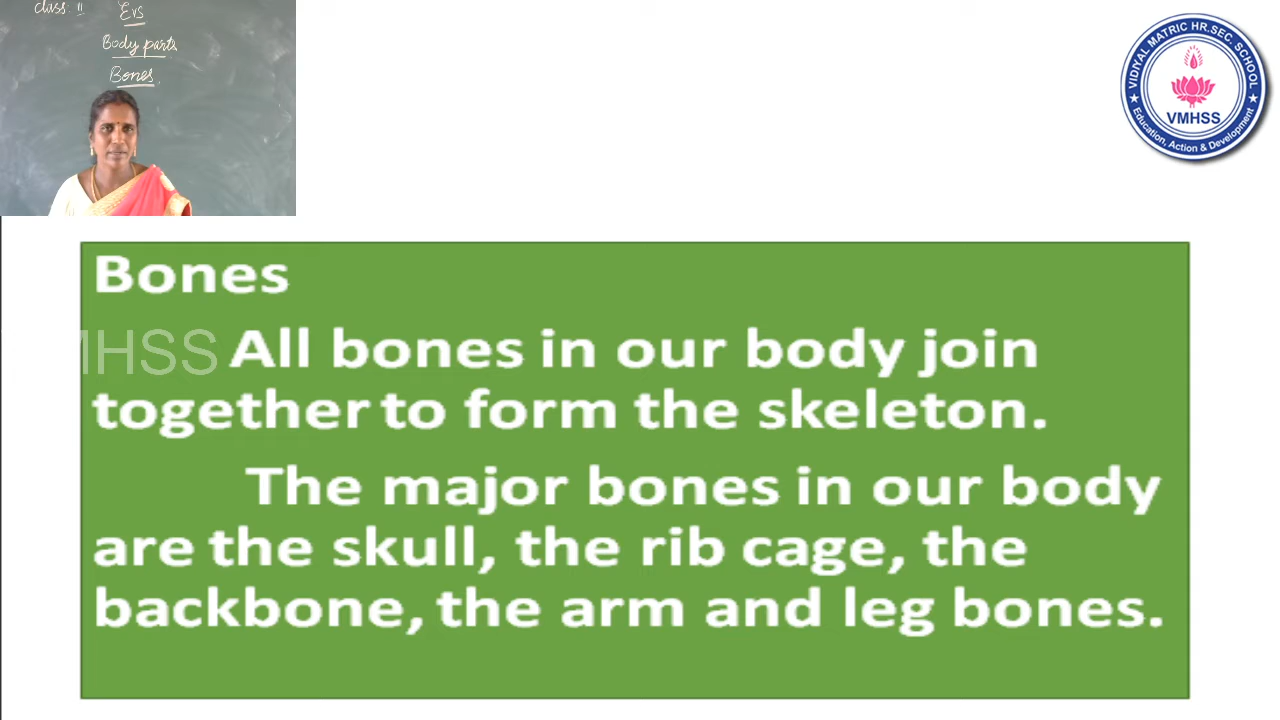 class: II Evs
Body parts
Bones
VIDIYAL MATRIC HR.SEC. SCHOOL
VMHSS
Education, Action & Development
Bones
MHSS
All bones in our body join
together to form the skeleton.
The major bones in our body
are the skull, the rib cage, the
backbone, the arm and leg bones.